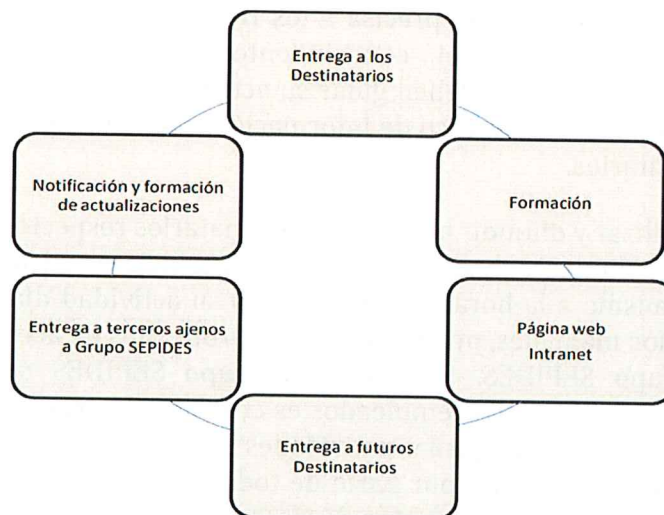 Entrega a los
Destinatarios
Notificación y formación
de actualizaciones
Formación
Entrega a terceros ajenos
a Grupo SEPIDES
Página web
Intranet
Entrega a futuros
Destinatarios